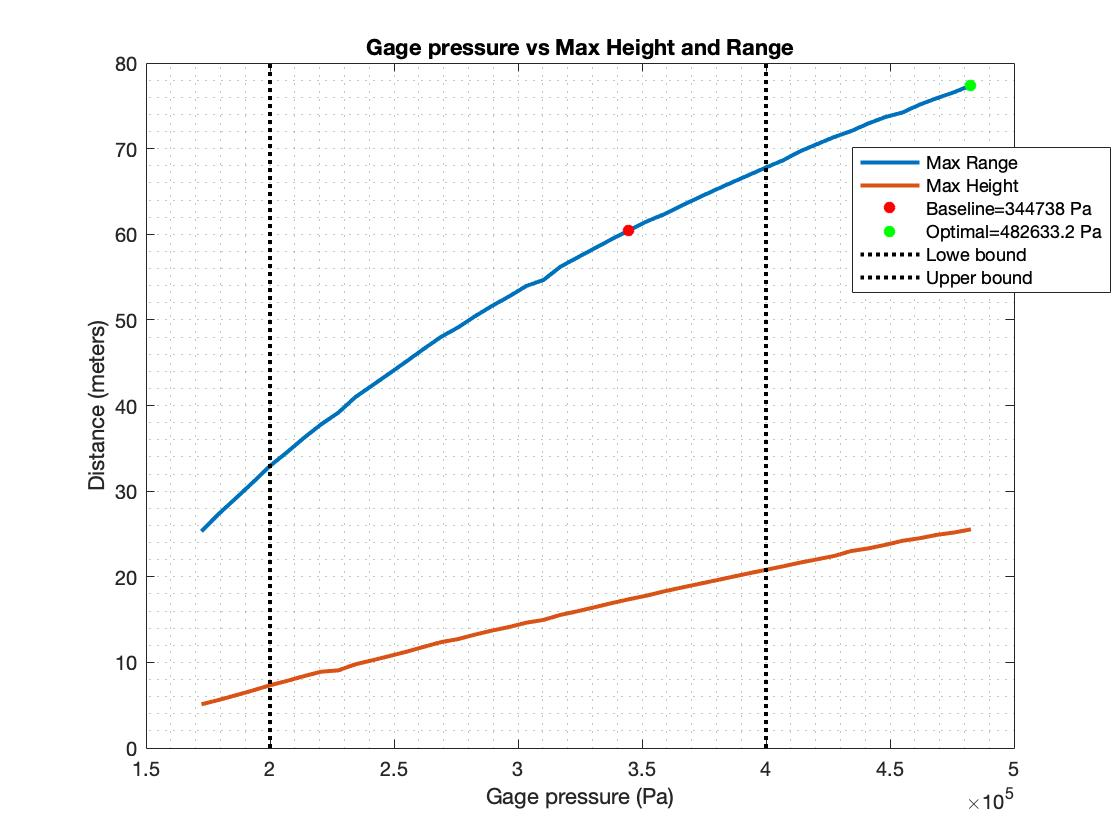 Gage pressure vs Max Height and Range
80
70
60
50
40
30
20
10
0
Distance (meters)
1.5 2 2.5 3 3.5 4 4.5 5
×10⁵
Gage pressure (Pa)
Max Range
Max Height
Baseline=344738 Pa
Optimal=482633.2 Pa
Lowe bound
Upper bound